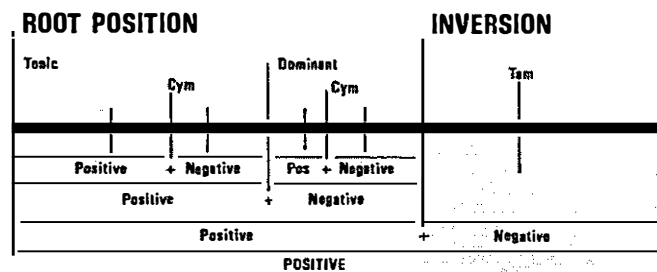 ROOT POSITION INVERSION
Tonic Dominant
Cym Cym Tam
Positive + Negative Pos + Negative
Positive + Negative
Positive + Negative
POSITIVE